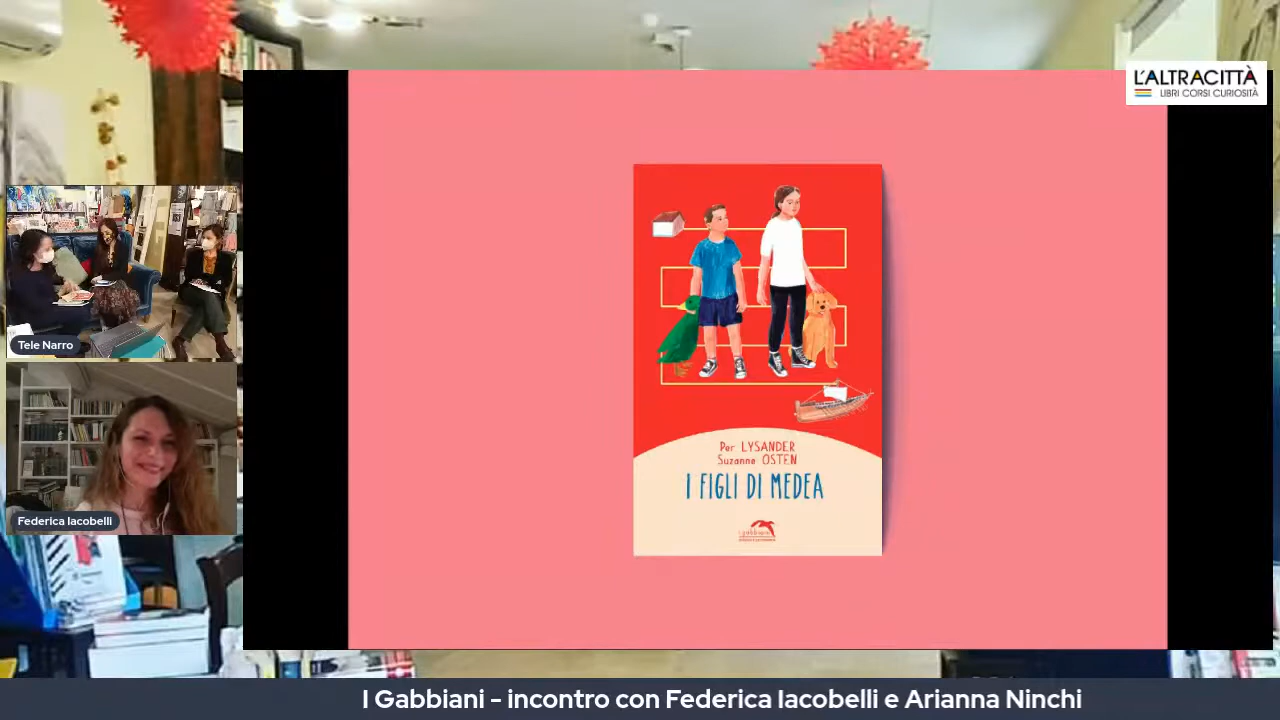 L'ALTRACITTÀ
LIBRI CORSI CURIOSITÀ
Tele Narro
Federica Iacobelli
Per LYSANDER
Suzanne OSTEN
I FIGLI DI MEDEA
i gabbiani
I Gabbiani - incontro con Federica Iacobelli e Arianna Ninchi